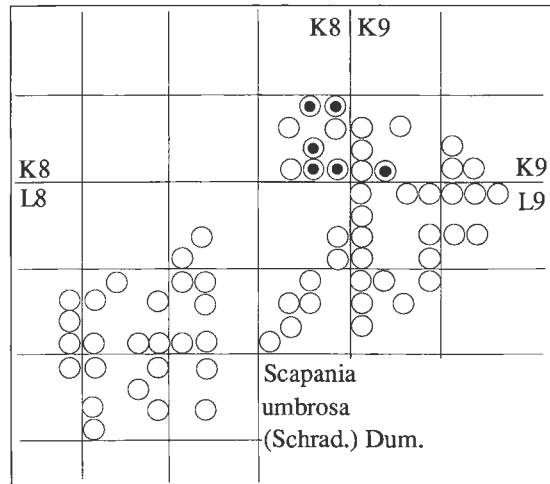 K8 K9
K8 K9
L8 L9
Scapania
umbrosa
(Schrad.) Dum.